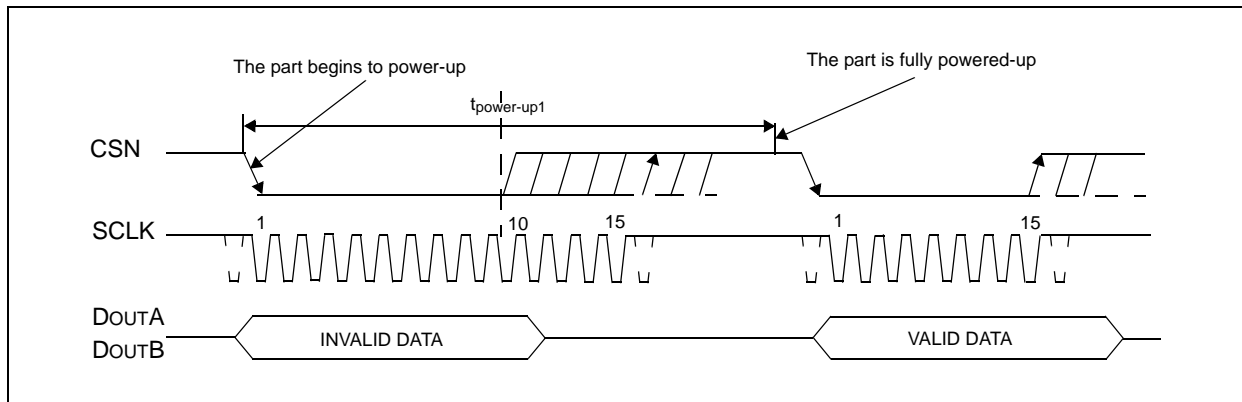 The part begins to power-up
The part is fully powered-up
tpower-up1
CSN
SCLK
1
10
15
1
15
DOUTA
DOUTB
INVALID DATA
VALID DATA